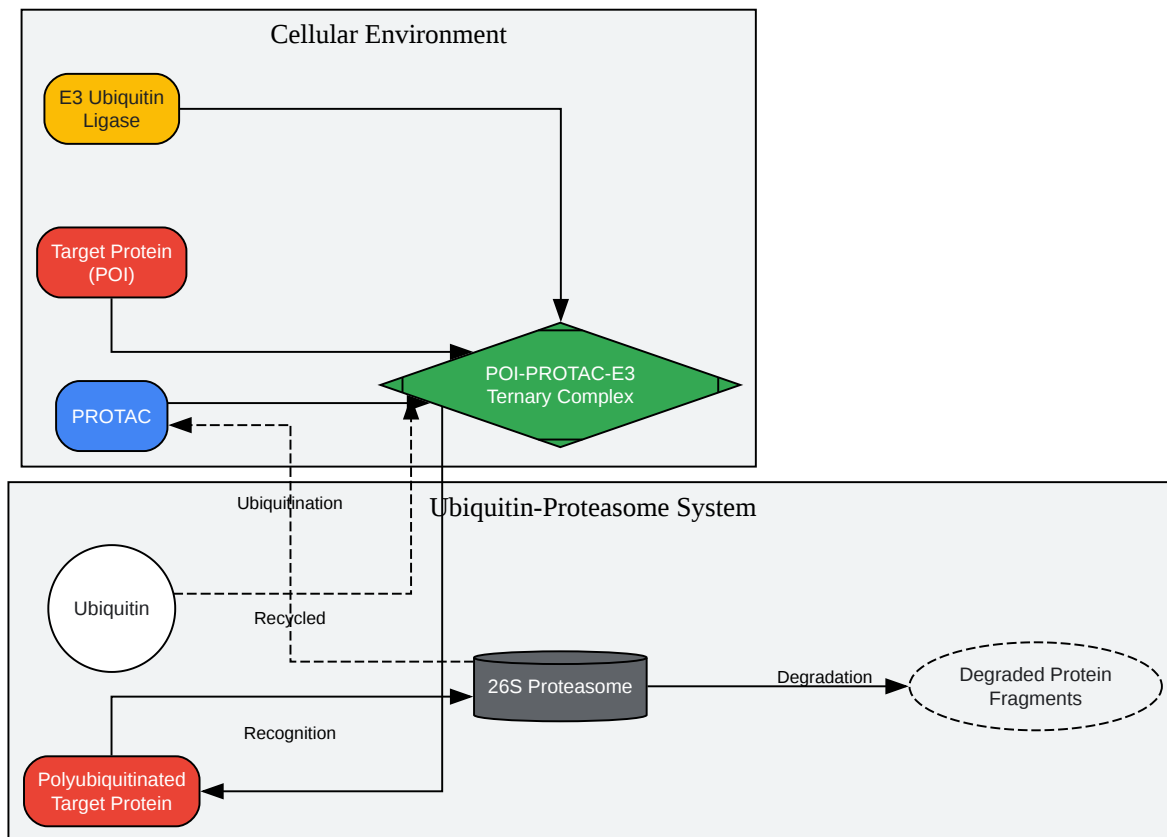 Cellular Environment
E3 Ubiquitin
Ligase
Target Protein
(POI)
POI-PROTAC-E3
Ternary Complex
PROTAC
Ubiquitination
Ubiquitin-Proteasome System
Ubiquitin
Recycled
26S Proteasome
Degradation
Degraded Protein
Fragments
Recognition
Polyubiquitinated
Target Protein